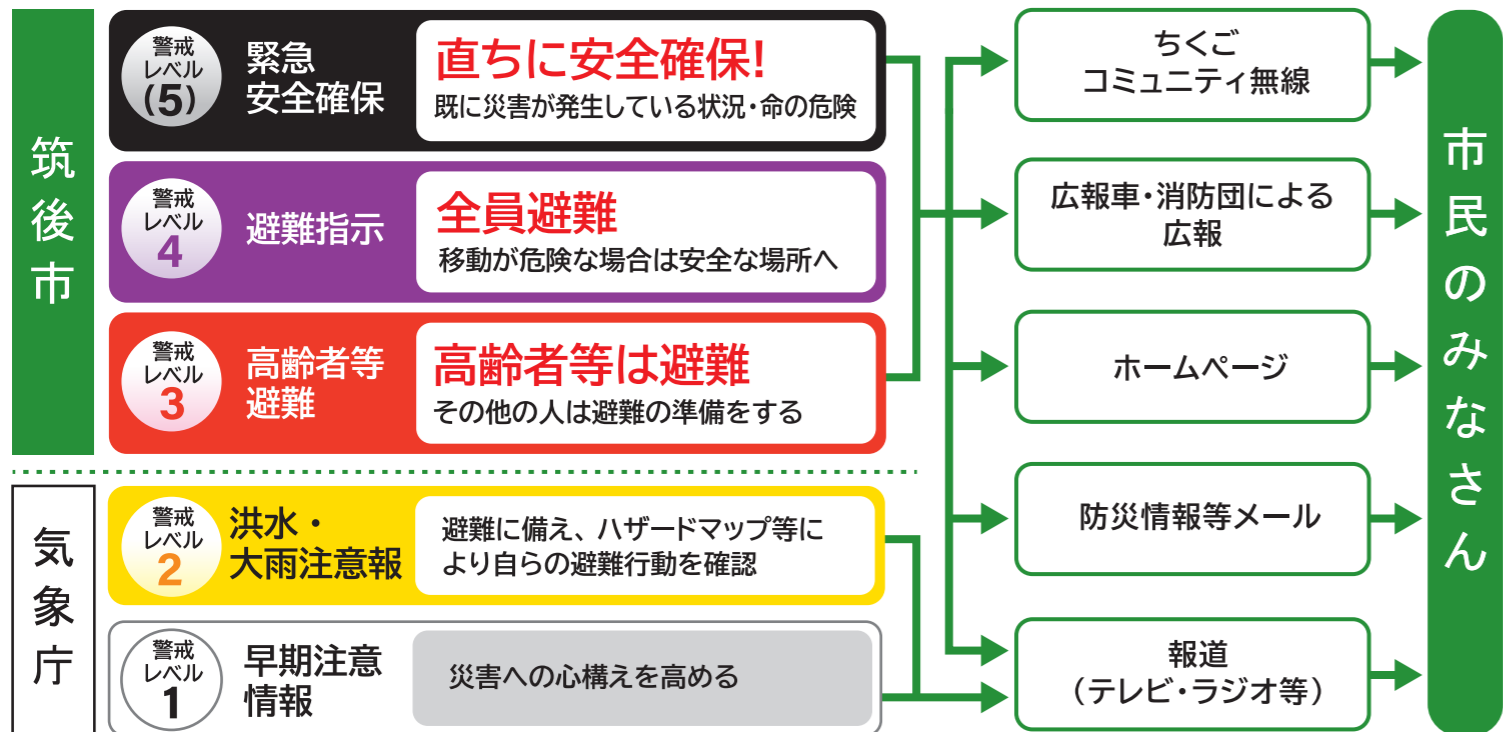 筑後市
警戒
レベル
(5)
緊急
安全確保
直ちに安全確保!
既に災害が発生している状況・命の危険
警戒
レベル
4
避難指示
全員避難
移動が危険な場合は安全な場所へ
警戒
レベル
3
高齢者等
避難
高齢者等は避難
その他の人は避難の準備をする
気象庁
警戒
レベル
2
洪水・
大雨注意報
避難に備え、ハザードマップ等に
より自らの避難行動を確認
警戒
レベル
1
早期注意
情報
災害への心構えを高める
ちくご
コミュニティ無線
広報車・消防団による
広報
ホームページ
防災情報等メール
報道
（テレビ・ラジオ等）
市民のみなさん